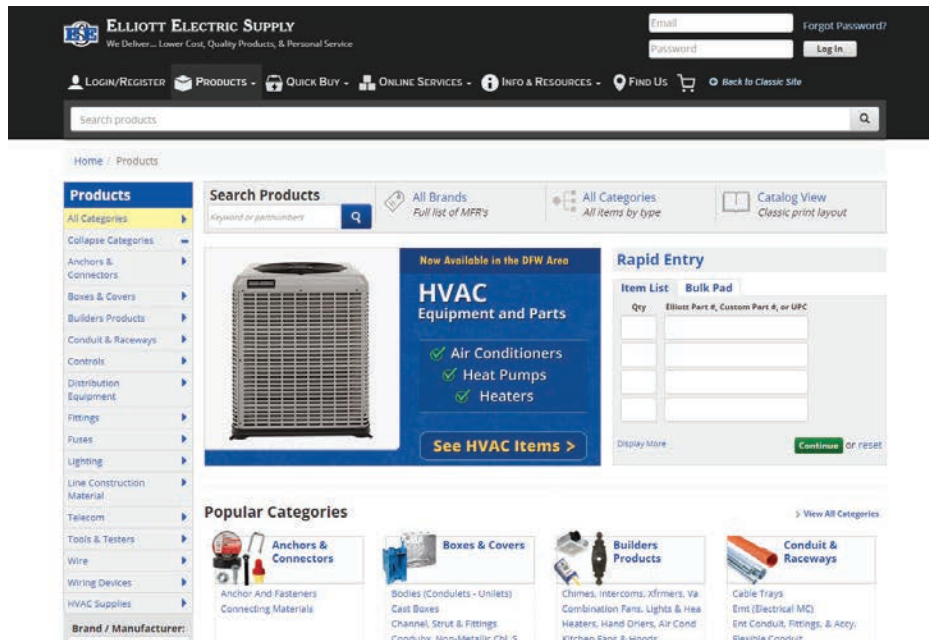 ELLIOTT ELECTRIC SUPPLY
We Deliver... Lower Cost, Quality Products, & Personal Service
Email
Forgot Password?
Password
Log In
LOGIN/REGISTER PRODUCTS QUICK BUY ONLINE SERVICES INFO & RESOURCES FIND US Back to Classic Site
Search products
Home / Products
Products
All Categories
Collapse Categories
Anchors &
Connectors
Boxes & Covers
Builders Products
Conduit & Raceways
Controls
Distribution
Equipment
Fittings
Fuses
Lighting
Line Construction
Material
Telecom
Tools & Testers
Wire
Wiring Devices
HVAC Supplies
Brand / Manufacturer:
Search Products
Keyword or partnumbers
All Brands
Full list of MFR's
All Categories
All items by type
Catalog View
Classic print layout
Now Available in the DFW Area
HVAC
Equipment and Parts
Air Conditioners
Heat Pumps
Heaters
See HVAC Items >
Rapid Entry
Item List Bulk Pad
Qty Elliott Part #, Custom Part #, or UPC
Display More
Continue or reset
Popular Categories
> View All Categories
Anchors &
Connectors
Anchor And Fasteners
Connecting Materials
Boxes & Covers
Bodies (Condulets - Unilets)
Cast Boxes
Channel, Strut & Fittings
Conduby, Non-Metallic Cbl, S
Builders
Products
Chimes, Intercoms, Xfrmers, Va
Combination Fans, Lights & Hea
Heaters, Hand Driers, Air Cond
Kitchen Fans & Hoods
Conduit &
Raceways
Cable Trays
Emt (Electrical MC)
Ent Conduit, Fittings, & Accy.
Flexible Conduit